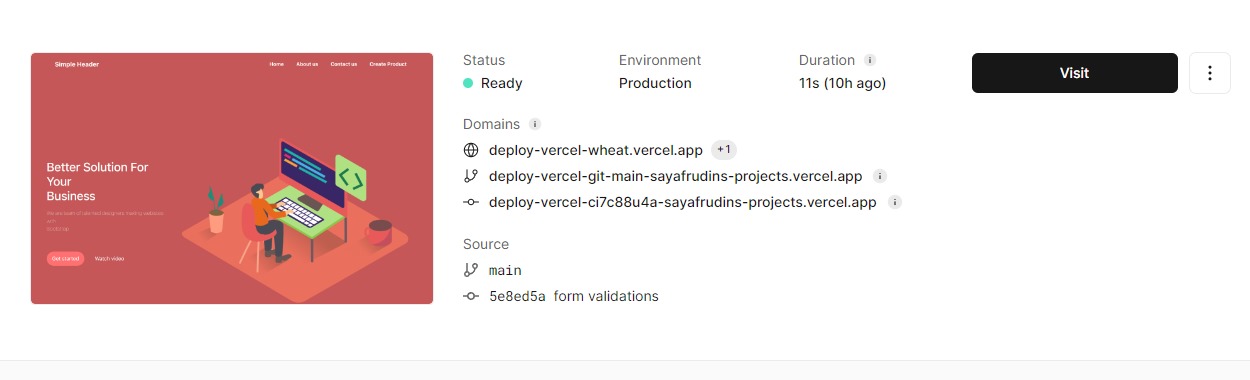 Simple Header
Home About us Contact us Create Product
Better Solution For
Your
Business
We are team of talented designers making websites
with
Bootstrap
Get started Watch video
Status Environment Duration i
Ready Production 11s (10h ago)
Visit
Domains i
deploy-vercel-wheat.vercel.app +1
deploy-vercel-git-main-sayafrudins-projects.vercel.app i
deploy-vercel-ci7c88u4a-sayafrudins-projects.vercel.app i
Source
main
5e8ed5a form validations